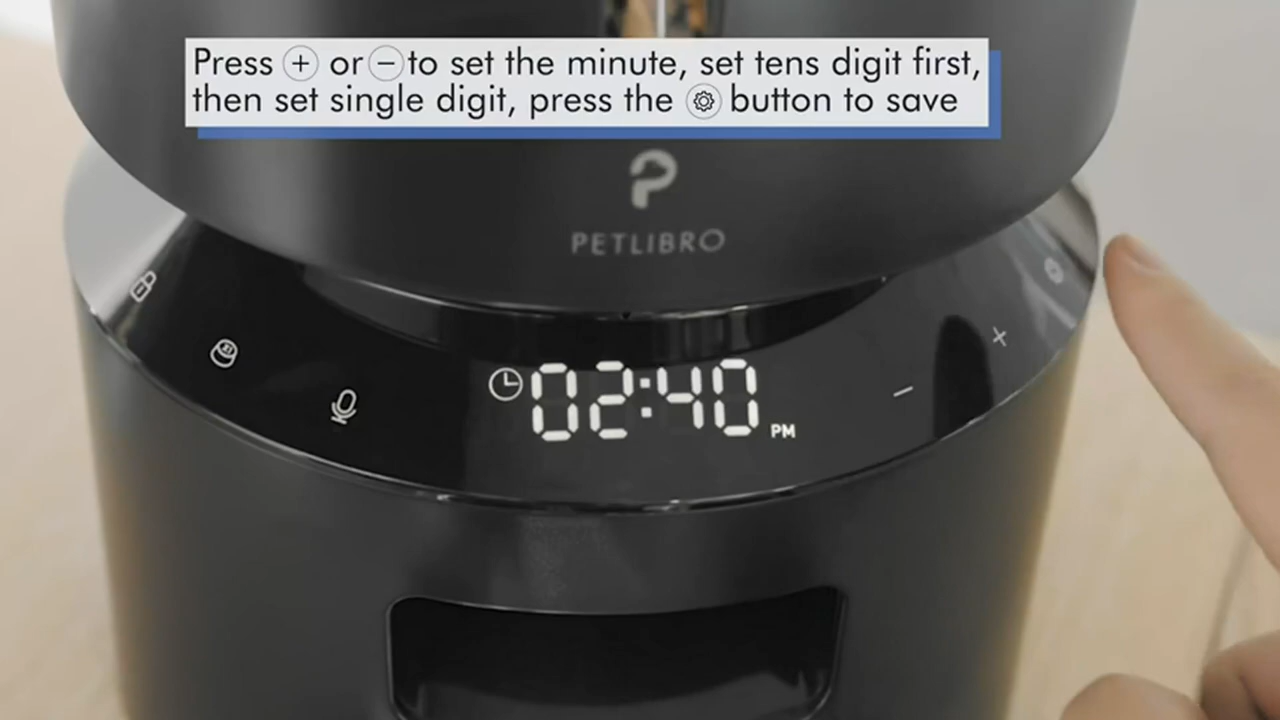 Press + or − to set the minute, set tens digit first,
then set single digit, press the button to save
PETLIBRO
02:40 PM